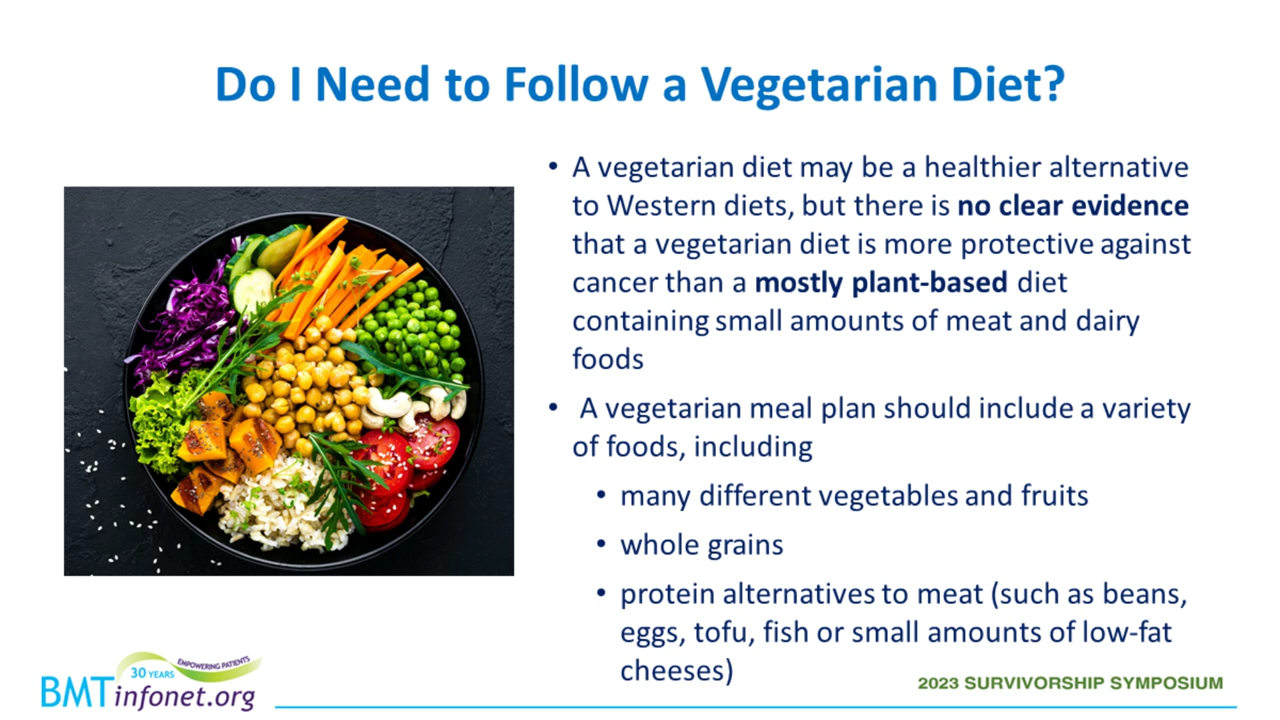 Do I Need to Follow a Vegetarian Diet?
• A vegetarian diet may be a healthier alternative
to Western diets, but there is no clear evidence
that a vegetarian diet is more protective against
cancer than a mostly plant-based diet
containing small amounts of meat and dairy
foods
• A vegetarian meal plan should include a variety
of foods, including
• many different vegetables and fruits
• whole grains
• protein alternatives to meat (such as beans,
eggs, tofu, fish or small amounts of low-fat
cheeses)
30 YEARS EMPOWERING PATIENTS
BMTinfonet.org
2023 SURVIVORSHIP SYMPOSIUM